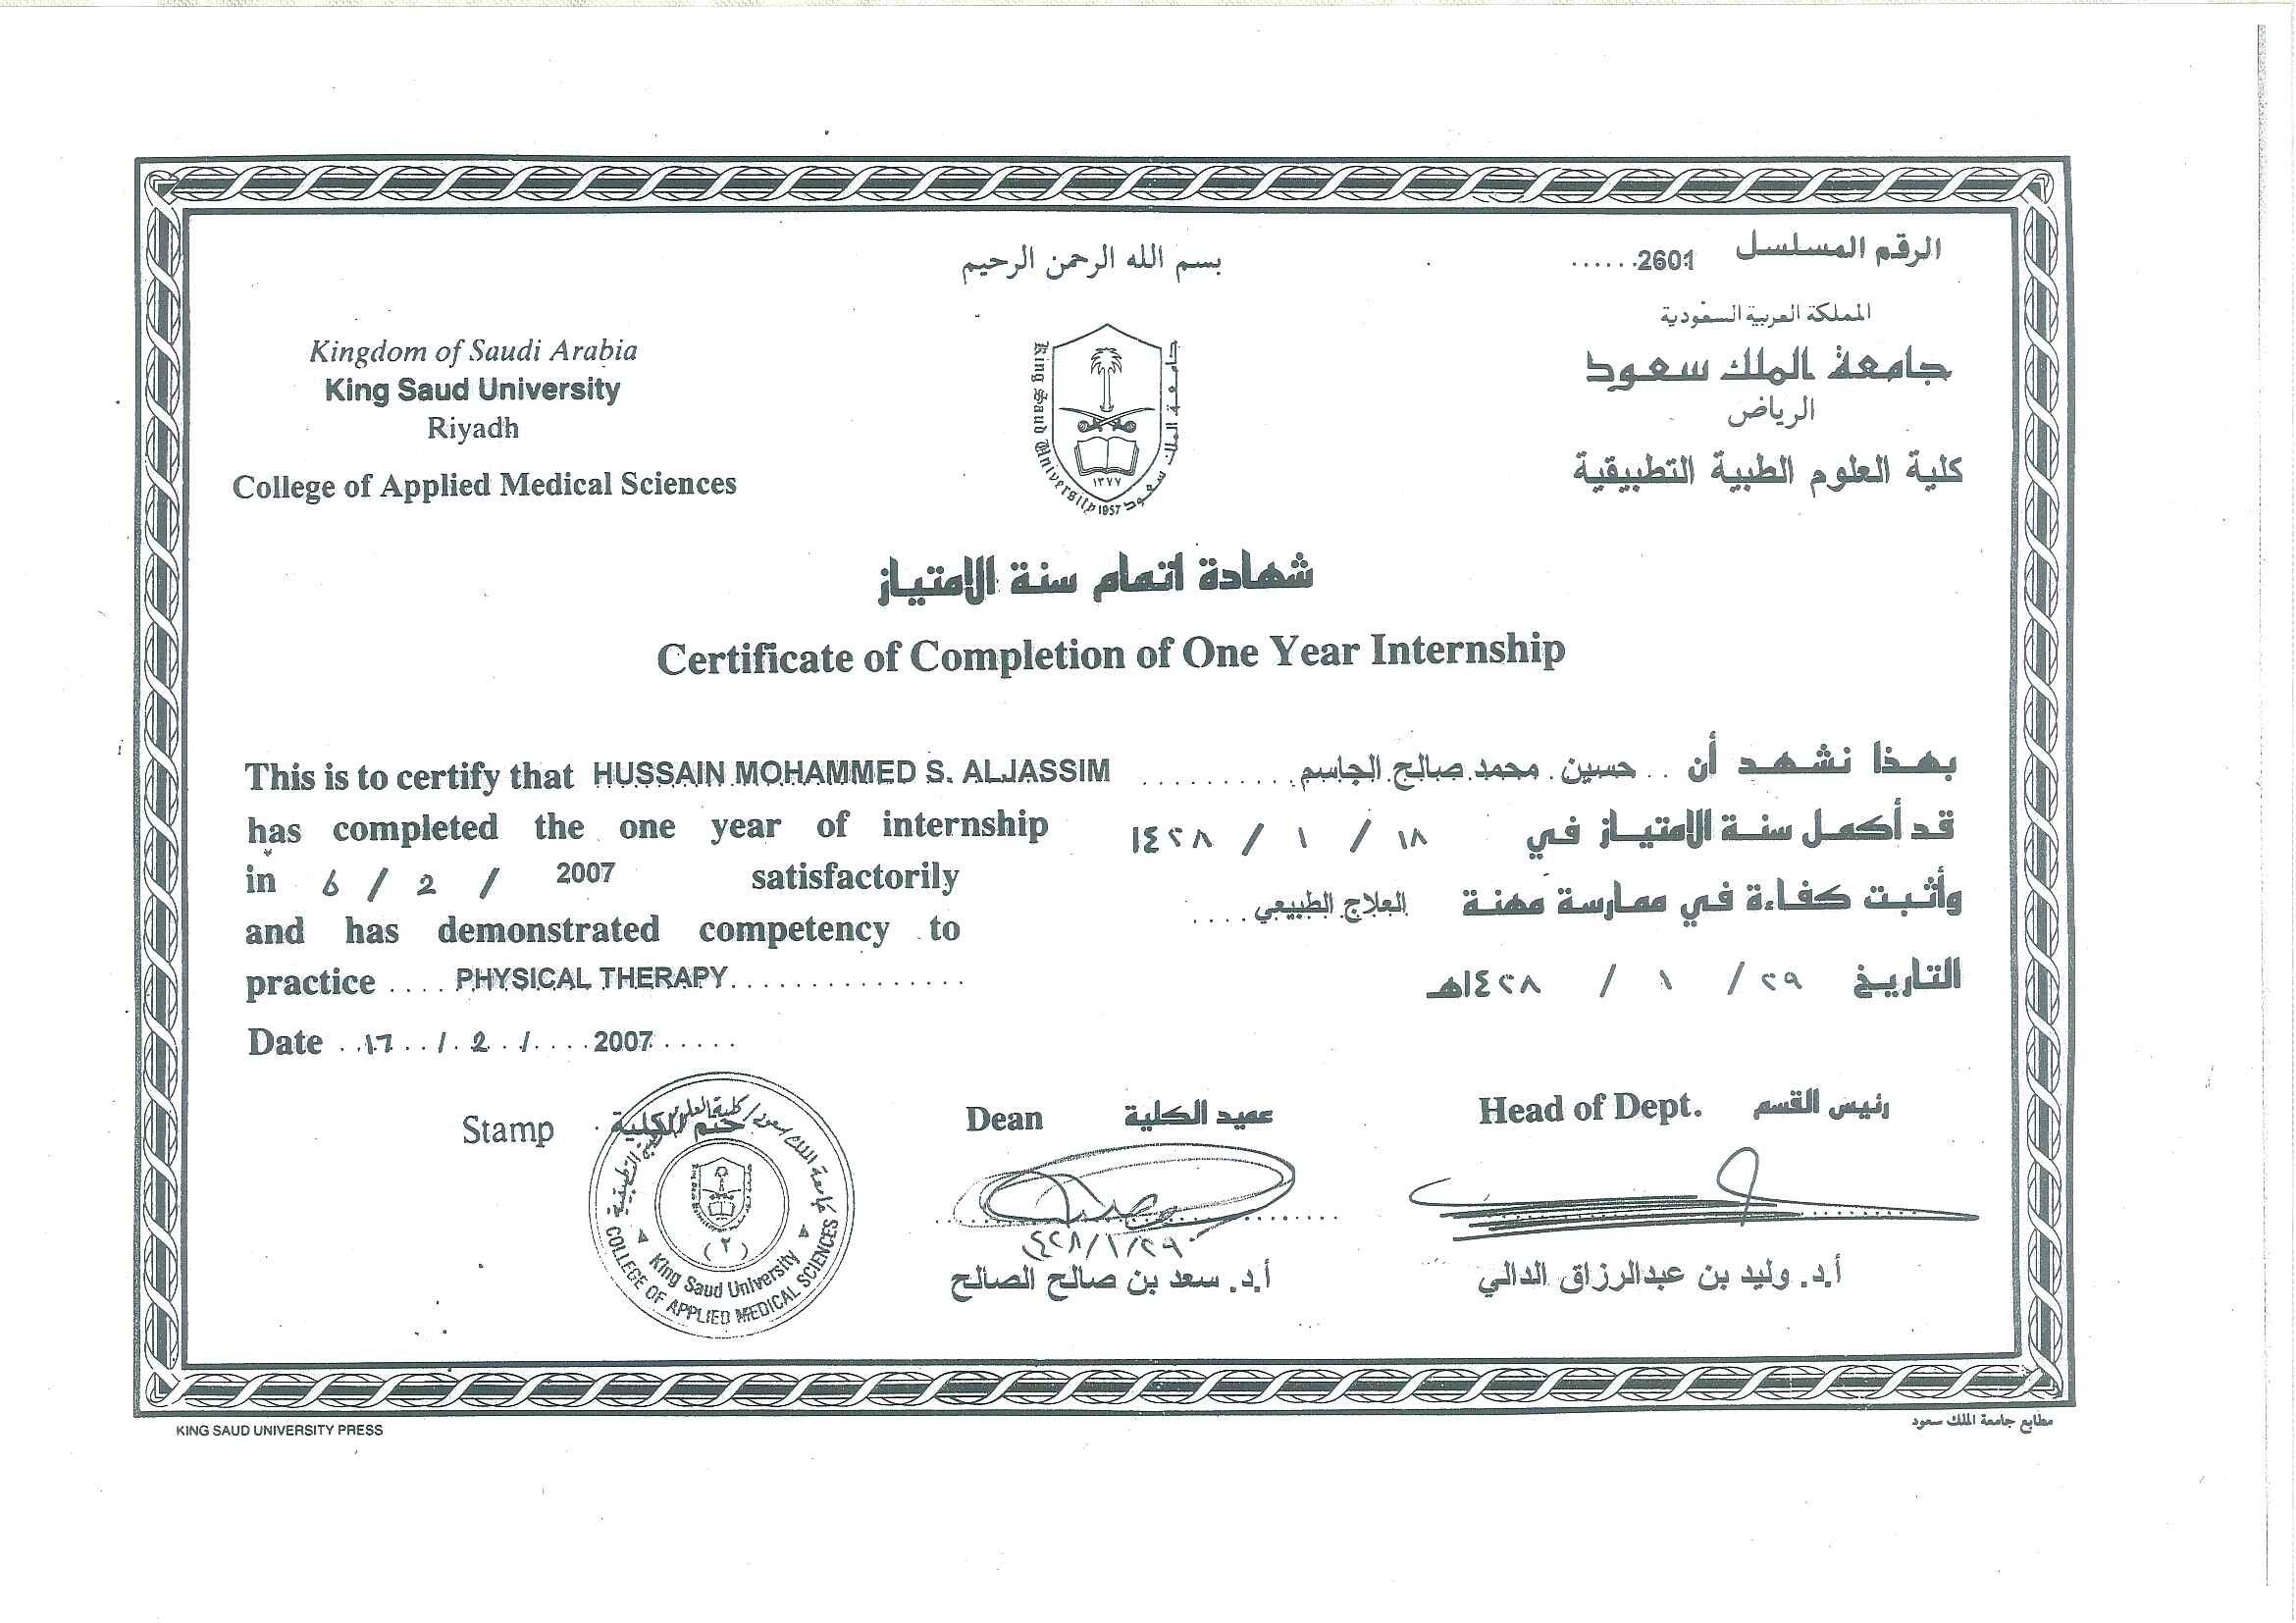 بسم الله الرحمن الرحيم
الرقم المسلسل 2601......
Kingdom of Saudi Arabia
King Saud University
Riyadh
College of Applied Medical Sciences
King Saud University
جامعة الملك سعود
١٣٧٧
1957
المملكة العربية السعودية
جامعة الملك سعود
الرياض
كلية العلوم الطبية التطبيقية
شهادة اتمام سنة الامتياز
Certificate of Completion of One Year Internship
This is to certify that HUSSAIN MOHAMMED S. ALJASSIM
has completed the one year of internship
in 6 / 2 / 2007 satisfactorily
and has demonstrated competency to
practice .... PHYSICAL THERAPY...............
Date ..17../.2./....2007.....
بهذا نشهد أن .. حسين محمد صالح الجاسم ..........
قد أكمل سنة الامتياز في ١٨ / ١ / ١٤٢٨
وأثبت كفاءة في ممارسة مهنة العلاج الطبيعي ....
التاريخ ٢٩ / ١ / ١٤٢٨هـ
Stamp ختم الكلية
جامعة الملك سعود / كلية العلوم الطبية التطبيقية
(٢)
King Saud University
COLLEGE OF APPLIED MEDICAL SCIENCES
Dean عميد الكلية
١٤٢٨/١/٢٩
أ.د. سعد بن صالح الصالح
Head of Dept. رئيس القسم
أ.د. وليد بن عبدالرزاق الدالي
KING SAUD UNIVERSITY PRESS
مطابع جامعة الملك سعود